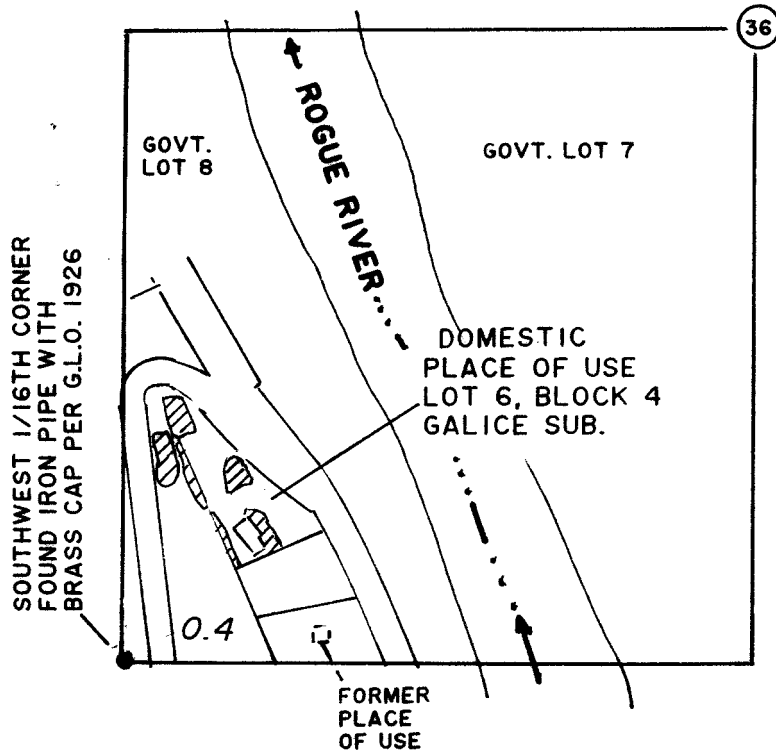 36
GOVT.
LOT 8
GOVT. LOT 7
ROGUE RIVER
SOUTHWEST 1/16TH CORNER
FOUND IRON PIPE WITH
BRASS CAP PER G.L.O. 1926
DOMESTIC
PLACE OF USE
LOT 6, BLOCK 4
GALICE SUB.
0.4
FORMER
PLACE
OF USE